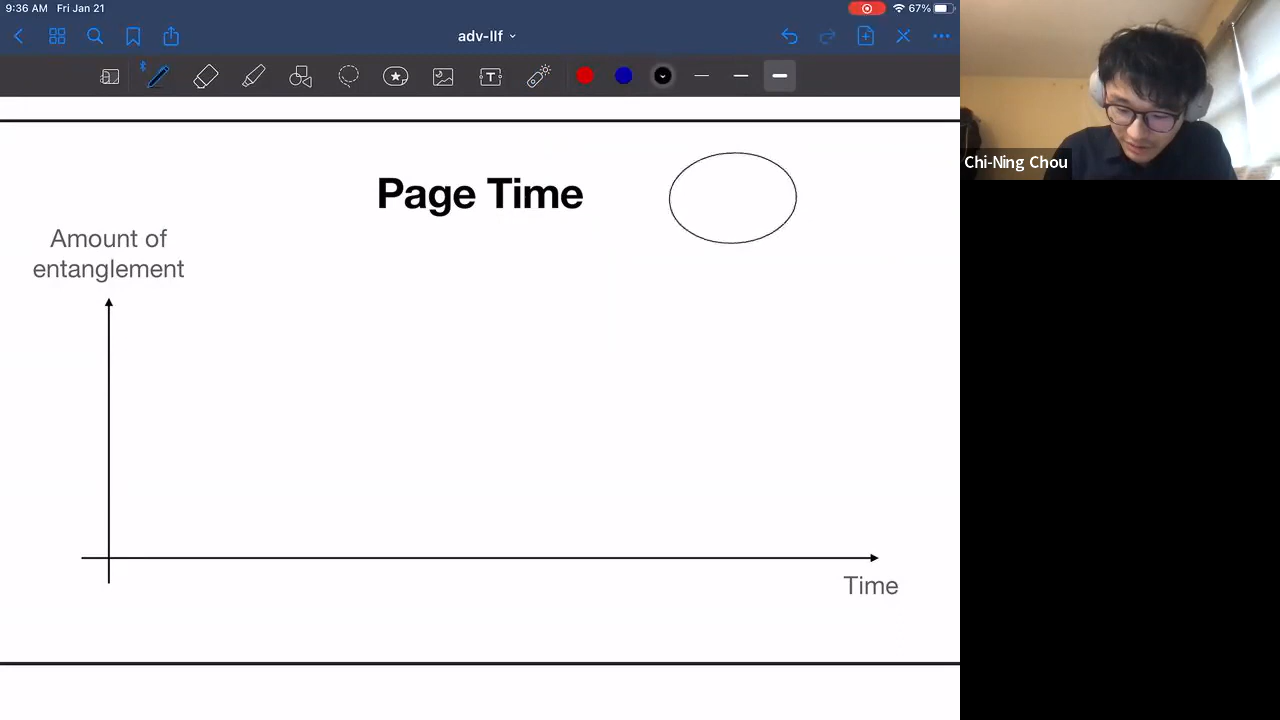 9:36 AM Fri Jan 21
67%
adv-llf
T
Chi-Ning Chou
Page Time
Amount of
entanglement
Time